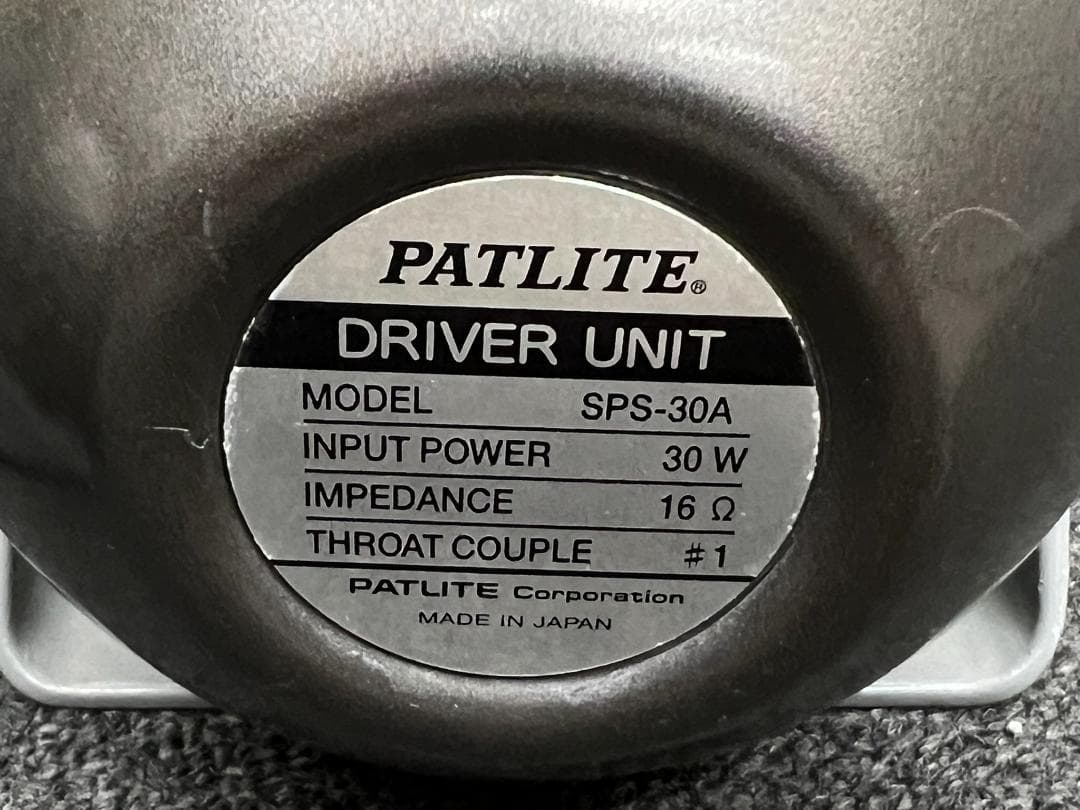 PATLITE®
DRIVER UNIT
MODEL SPS-30A
INPUT POWER 30 W
IMPEDANCE 16 Ω
THROAT COUPLE #1
PATLITE Corporation
MADE IN JAPAN